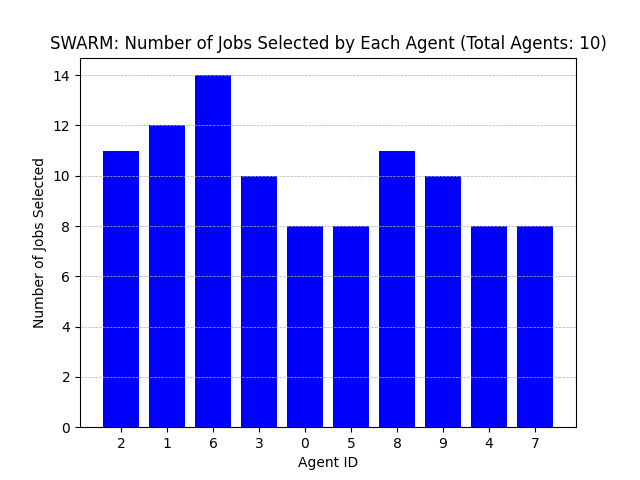 SWARM: Number of Jobs Selected by Each Agent (Total Agents: 10)
Number of Jobs Selected
14
12
10
8
6
4
2
0
2 1 6 3 0 5 8 9 4 7
Agent ID